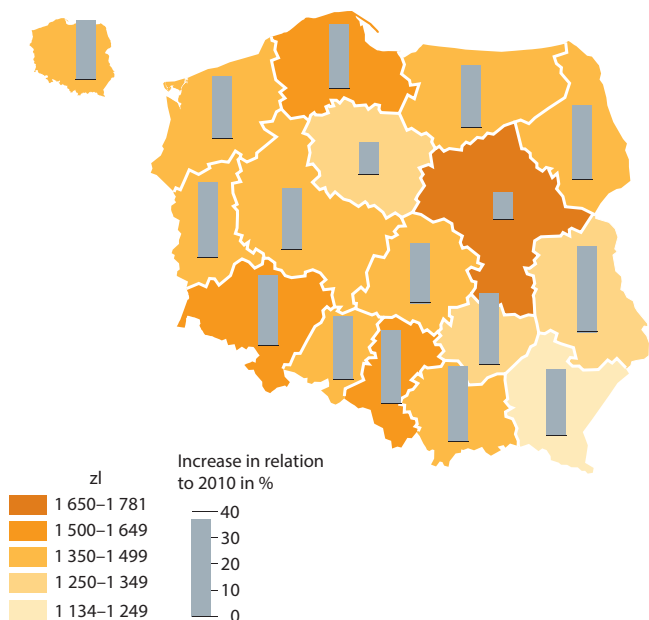 zl
1 650–1 781
1 500–1 649
1 350–1 499
1 250–1 349
1 134–1 249
Increase in relation
to 2010 in %
40
30
20
10
0